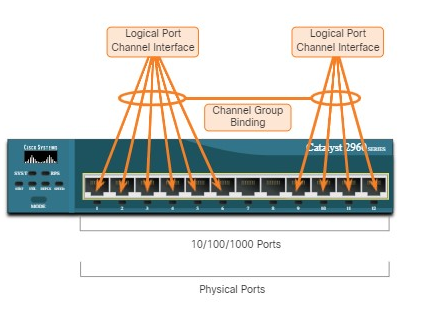 Logical Port
Channel Interface
Logical Port
Channel Interface
Channel Group
Binding
CISCO SYSTEMS
Catalyst 2960 SERIES
SYST
RPS
MODE
1 2 3 4 5 6 7 8 9 10 11 12
10/100/1000 Ports
Physical Ports